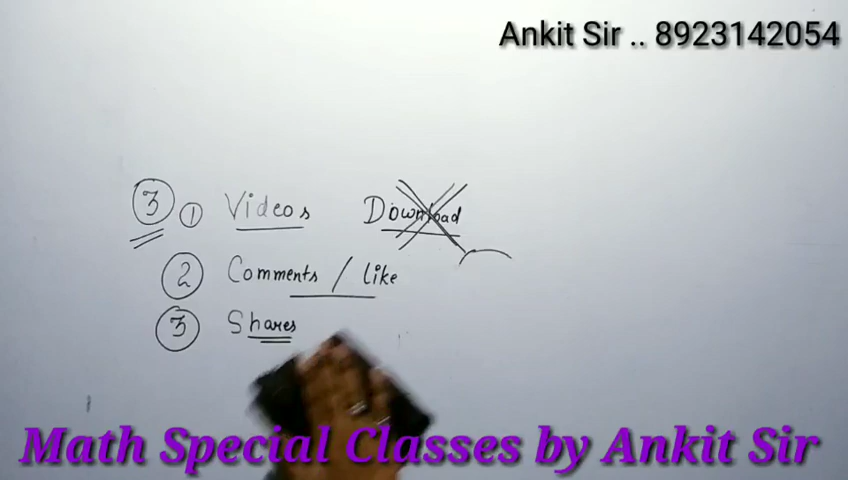 Ankit Sir .. 8923142054
3 1 Videos Download
2 Comments / like
3 Shares
Math Special Classes by Ankit Sir